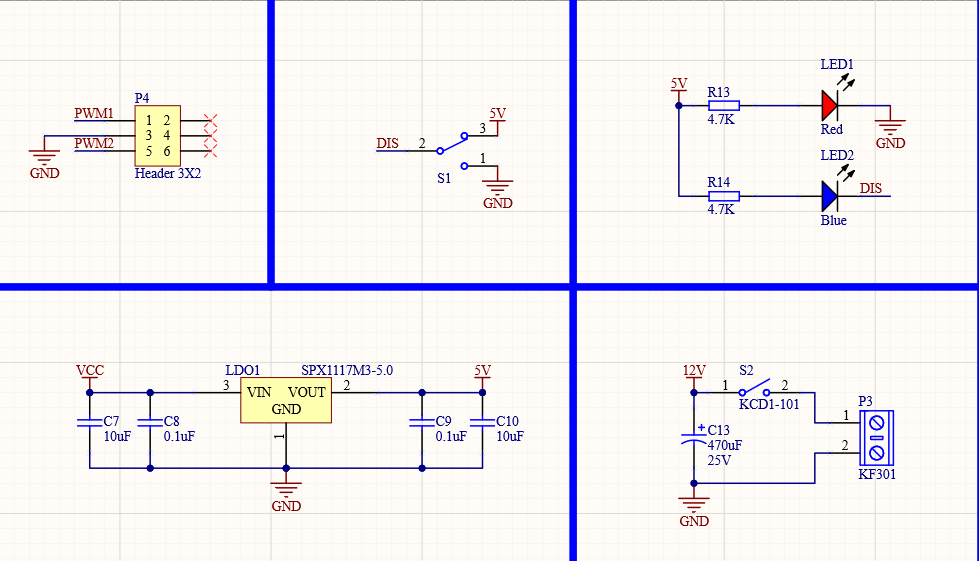 P4
PWM1
1 2
3 4
PWM2
5 6
GND
Header 3X2
5V
3
DIS
2
1
S1
GND
LED1
5V
R13
4.7K
Red
GND
LED2
R14
4.7K
DIS
Blue
VCC
LDO1
SPX1117M3-5.0
5V
3
VIN VOUT
2
GND
1
C7
10uF
C8
0.1uF
C9
0.1uF
C10
10uF
GND
12V
S2
1
2
KCD1-101
P3
C13
470uF
25V
1
2
KF301
GND